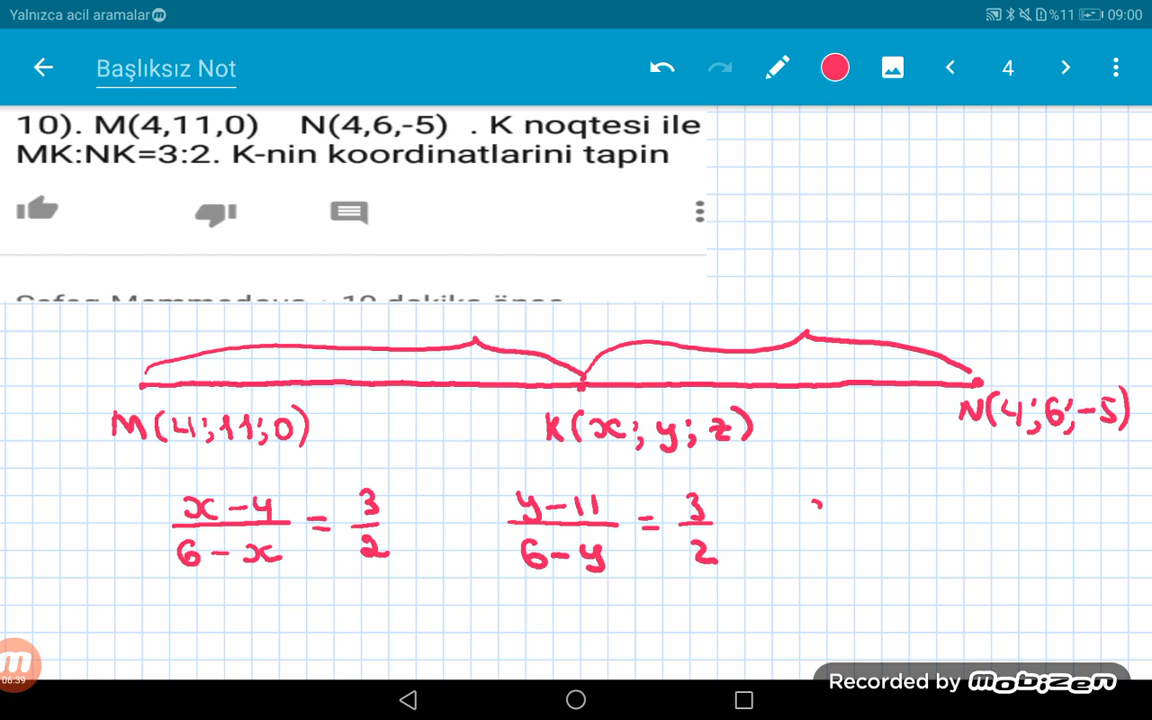 Yalnızca acil aramalar
%11 09:00
Başlıksız Not
4
10). M(4,11,0) N(4,6,-5) . K noqtesi ile
MK:NK=3:2. K-nin koordinatlarini tapin
M(4;11;0) K(x; y; z) N(4;6;-5)
x-4/6-x = 3/2 y-11/6-y = 3/2
06:39
Recorded by mobizen